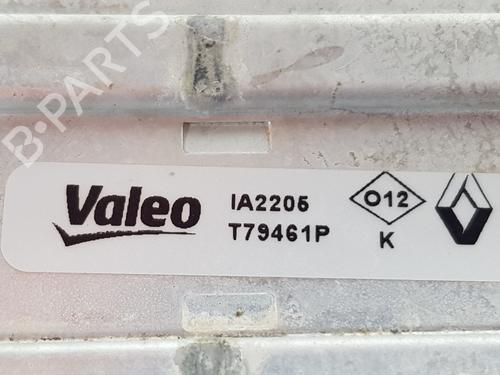 B-PARTS
Valeo
IA2205
T79461P
O12
K